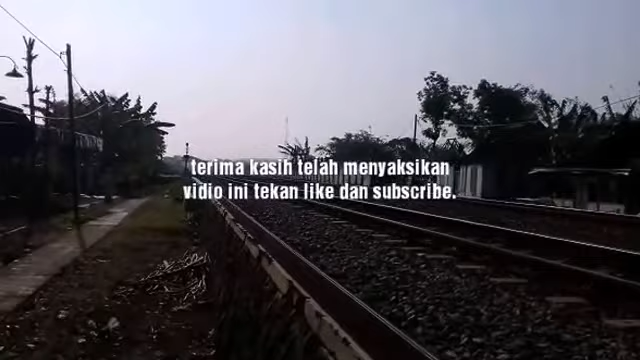 terima kasih telah menyaksikan
vidio ini tekan like dan subscribe.